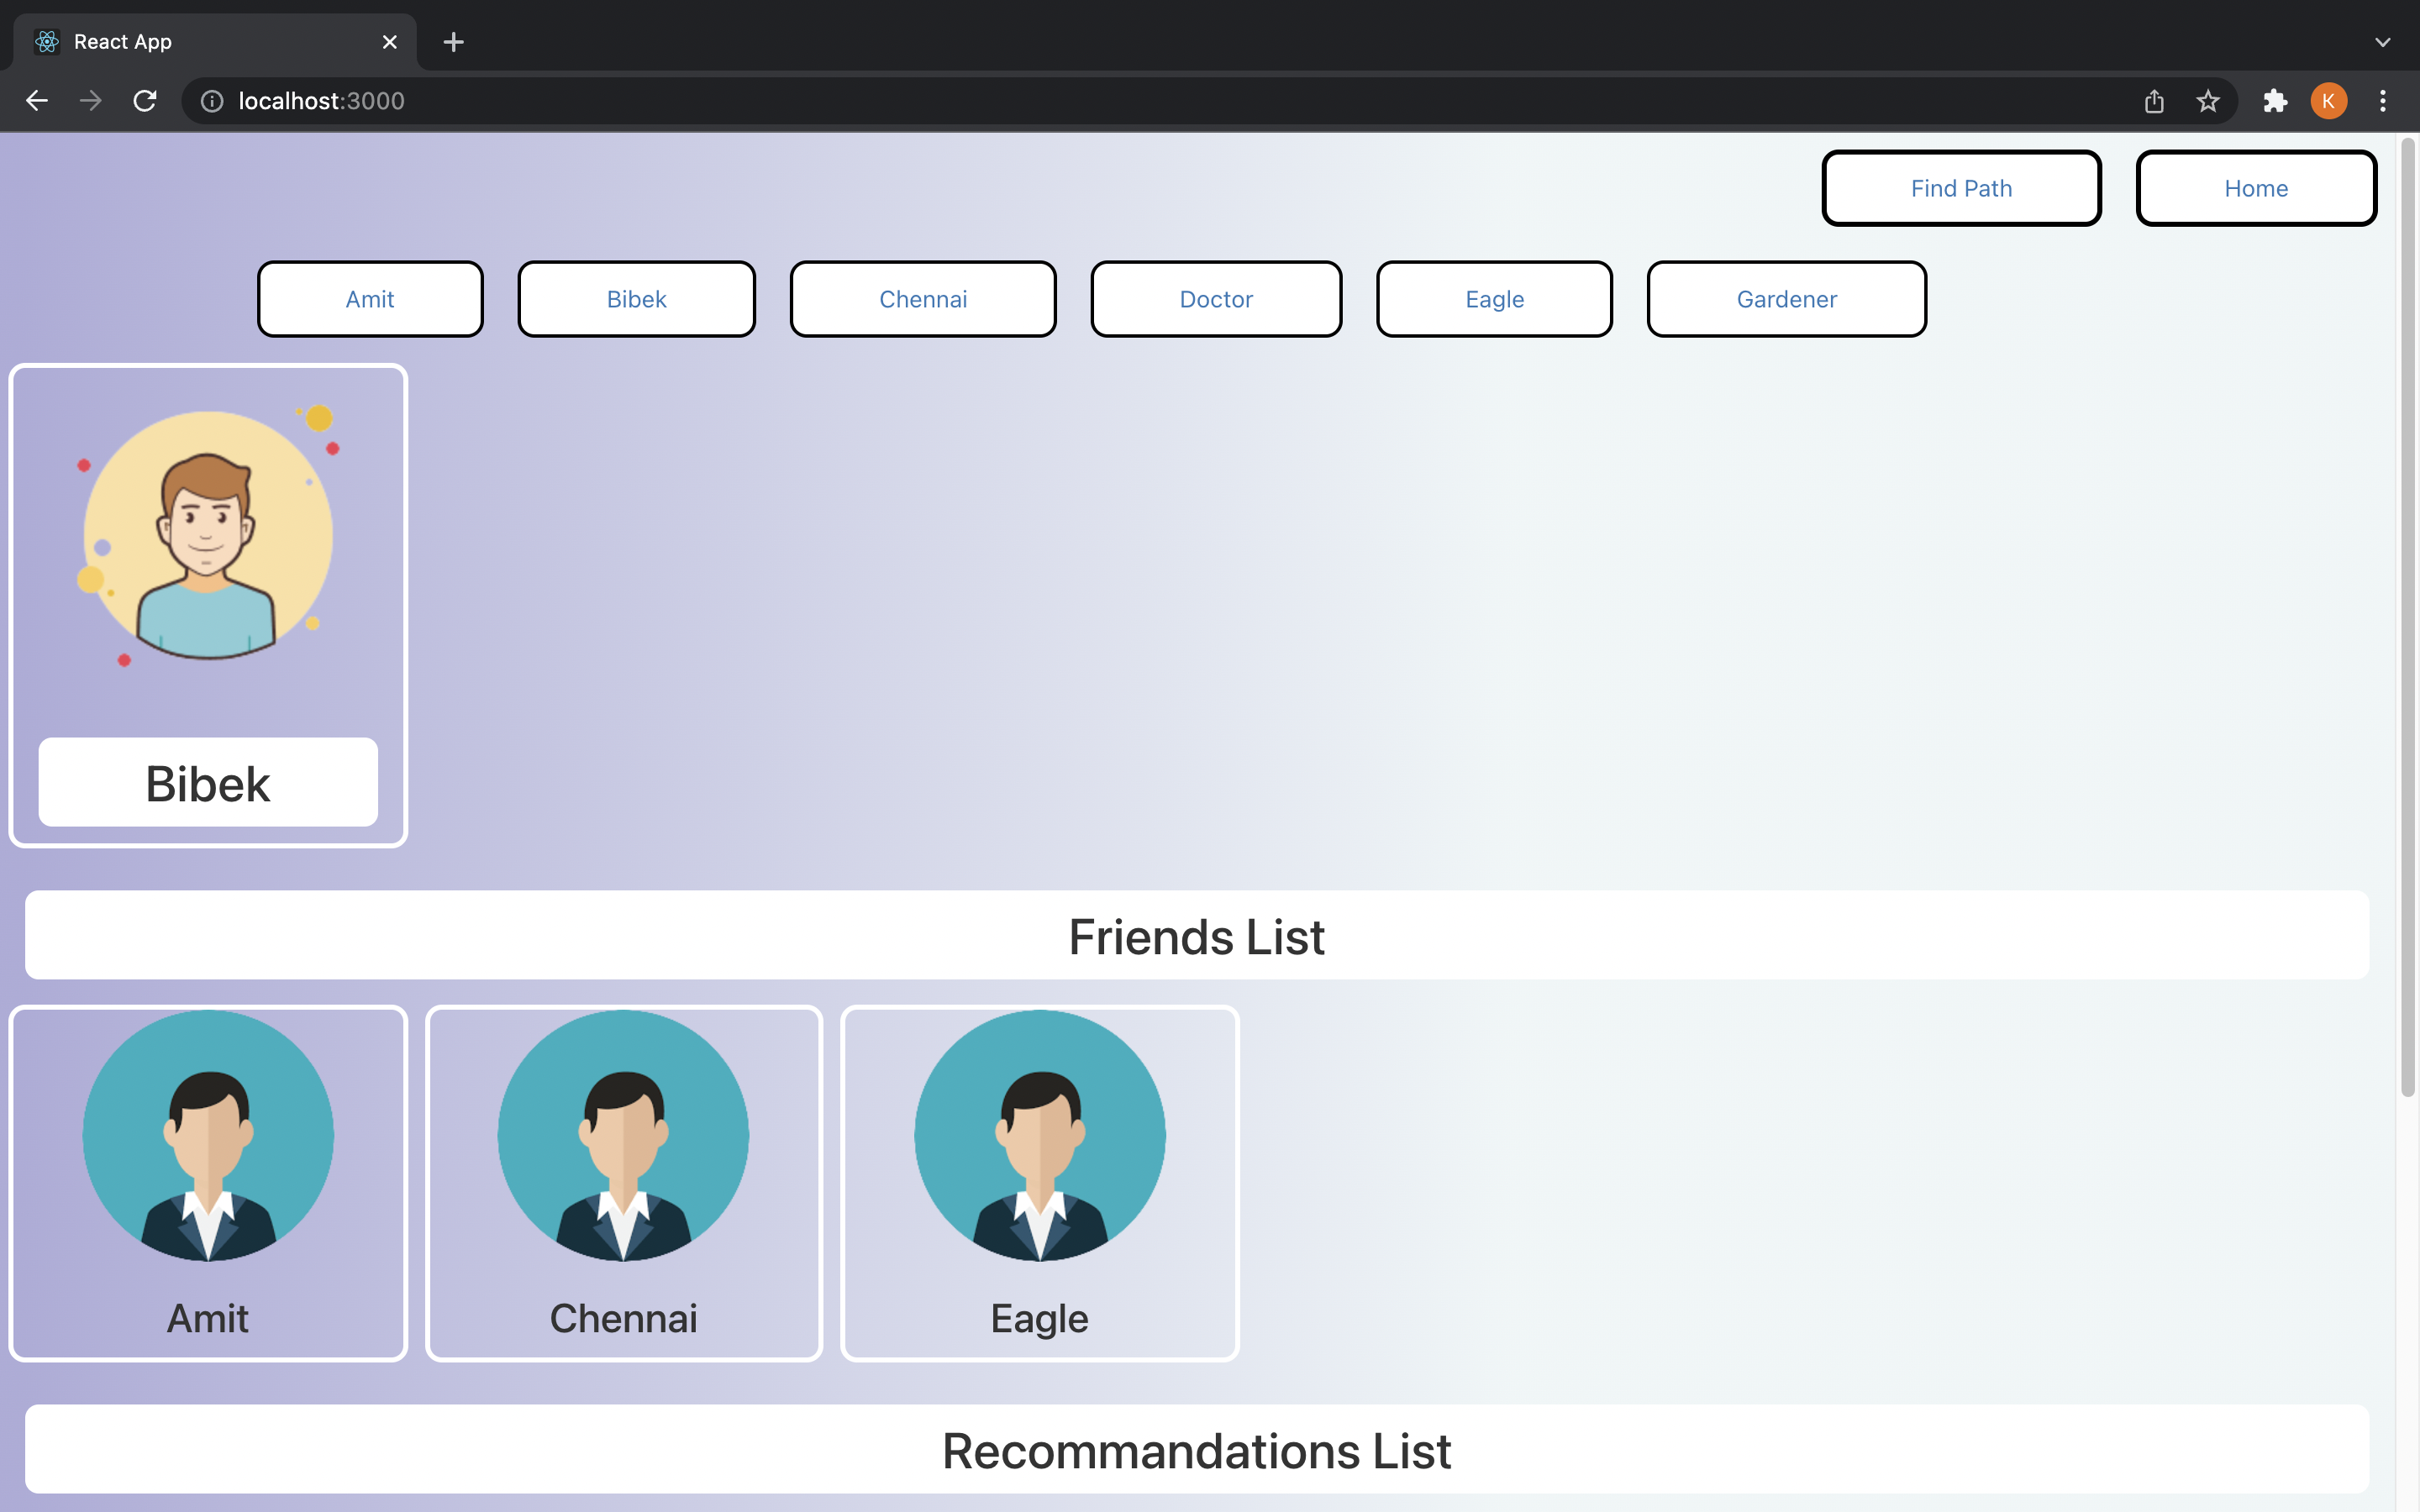 React App
localhost:3000
K
Find Path Home
Amit Bibek Chennai Doctor Eagle Gardener
Bibek
Friends List
Amit Chennai Eagle
Recommandations List